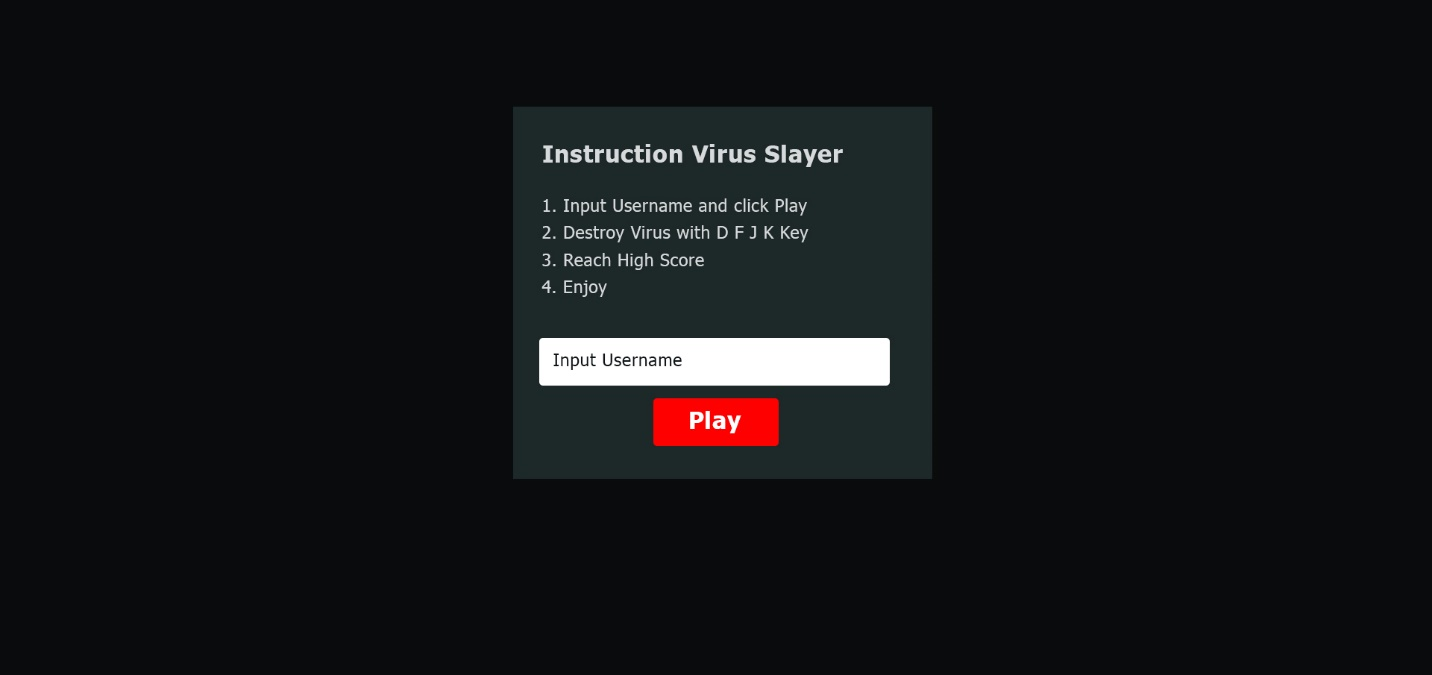 Instruction Virus Slayer
1. Input Username and click Play
2. Destroy Virus with D F J K Key
3. Reach High Score
4. Enjoy
Input Username
Play